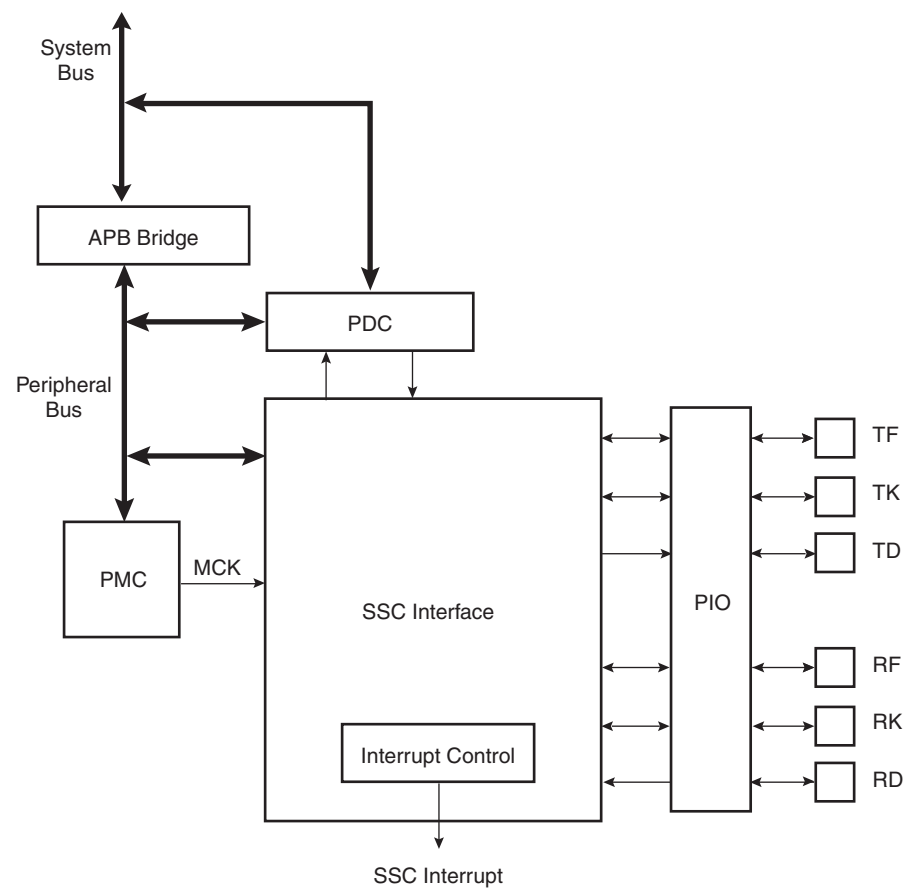 System
Bus
APB Bridge
PDC
Peripheral
Bus
TF
TK
TD
PMC
MCK
SSC Interface
PIO
RF
RK
RD
Interrupt Control
SSC Interrupt